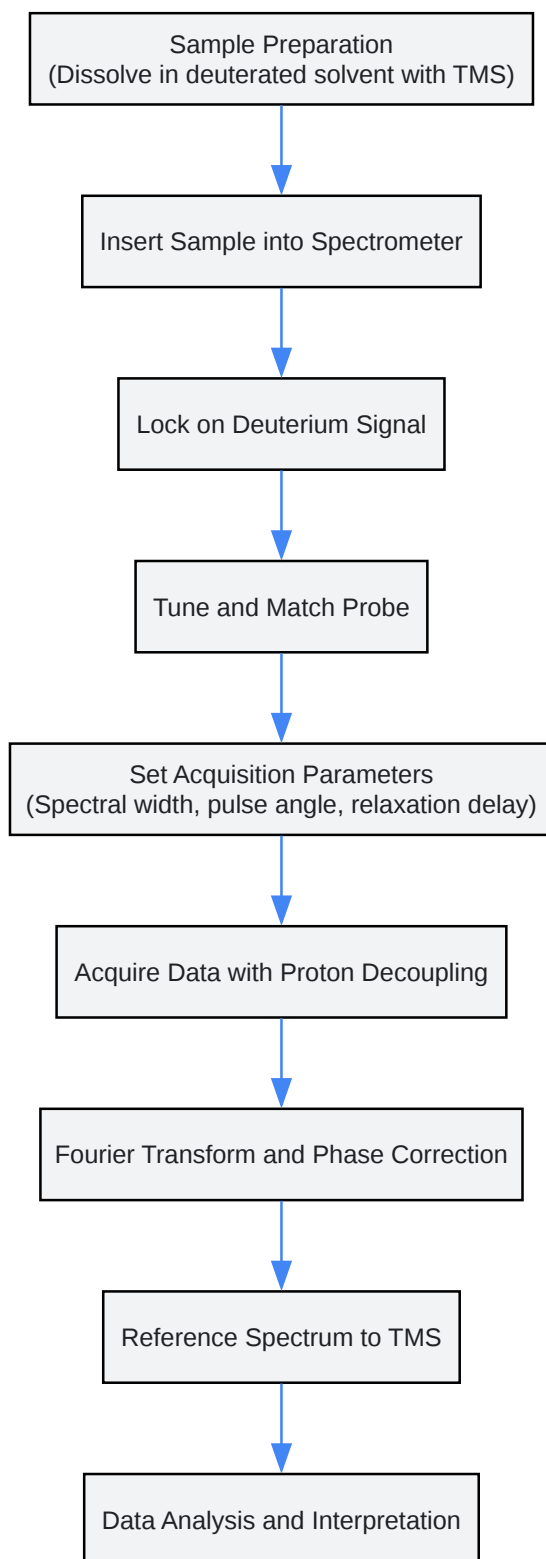 Sample Preparation
(Dissolve in deuterated solvent with TMS)
Insert Sample into Spectrometer
Lock on Deuterium Signal
Tune and Match Probe
Set Acquisition Parameters
(Spectral width, pulse angle, relaxation delay)
Acquire Data with Proton Decoupling
Fourier Transform and Phase Correction
Reference Spectrum to TMS
Data Analysis and Interpretation